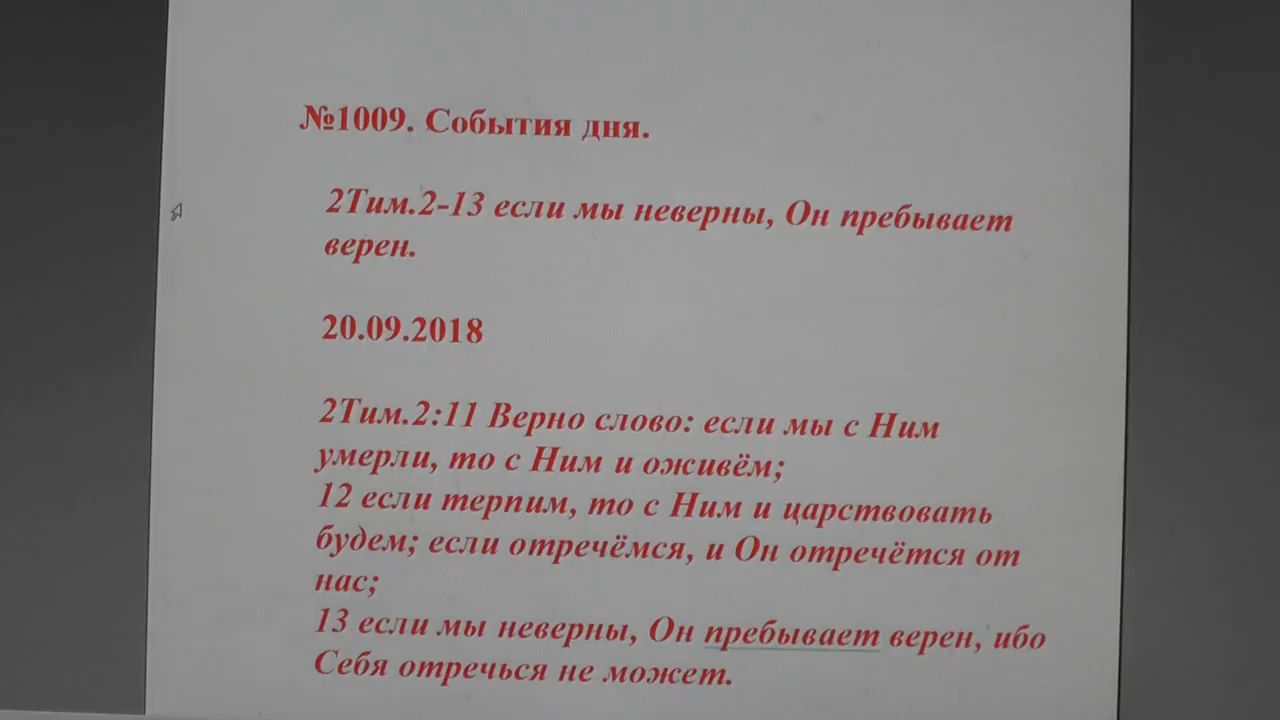 №1009. События дня.
2Тим.2-13 если мы неверны, Он пребывает
верен.
20.09.2018
2Тим.2:11 Верно слово: если мы с Ним
умерли, то с Ним и оживём;
12 если терпим, то с Ним и царствовать
будем; если отречёмся, и Он отречётся от
нас;
13 если мы неверны, Он пребывает верен, ибо
Себя отречься не может.